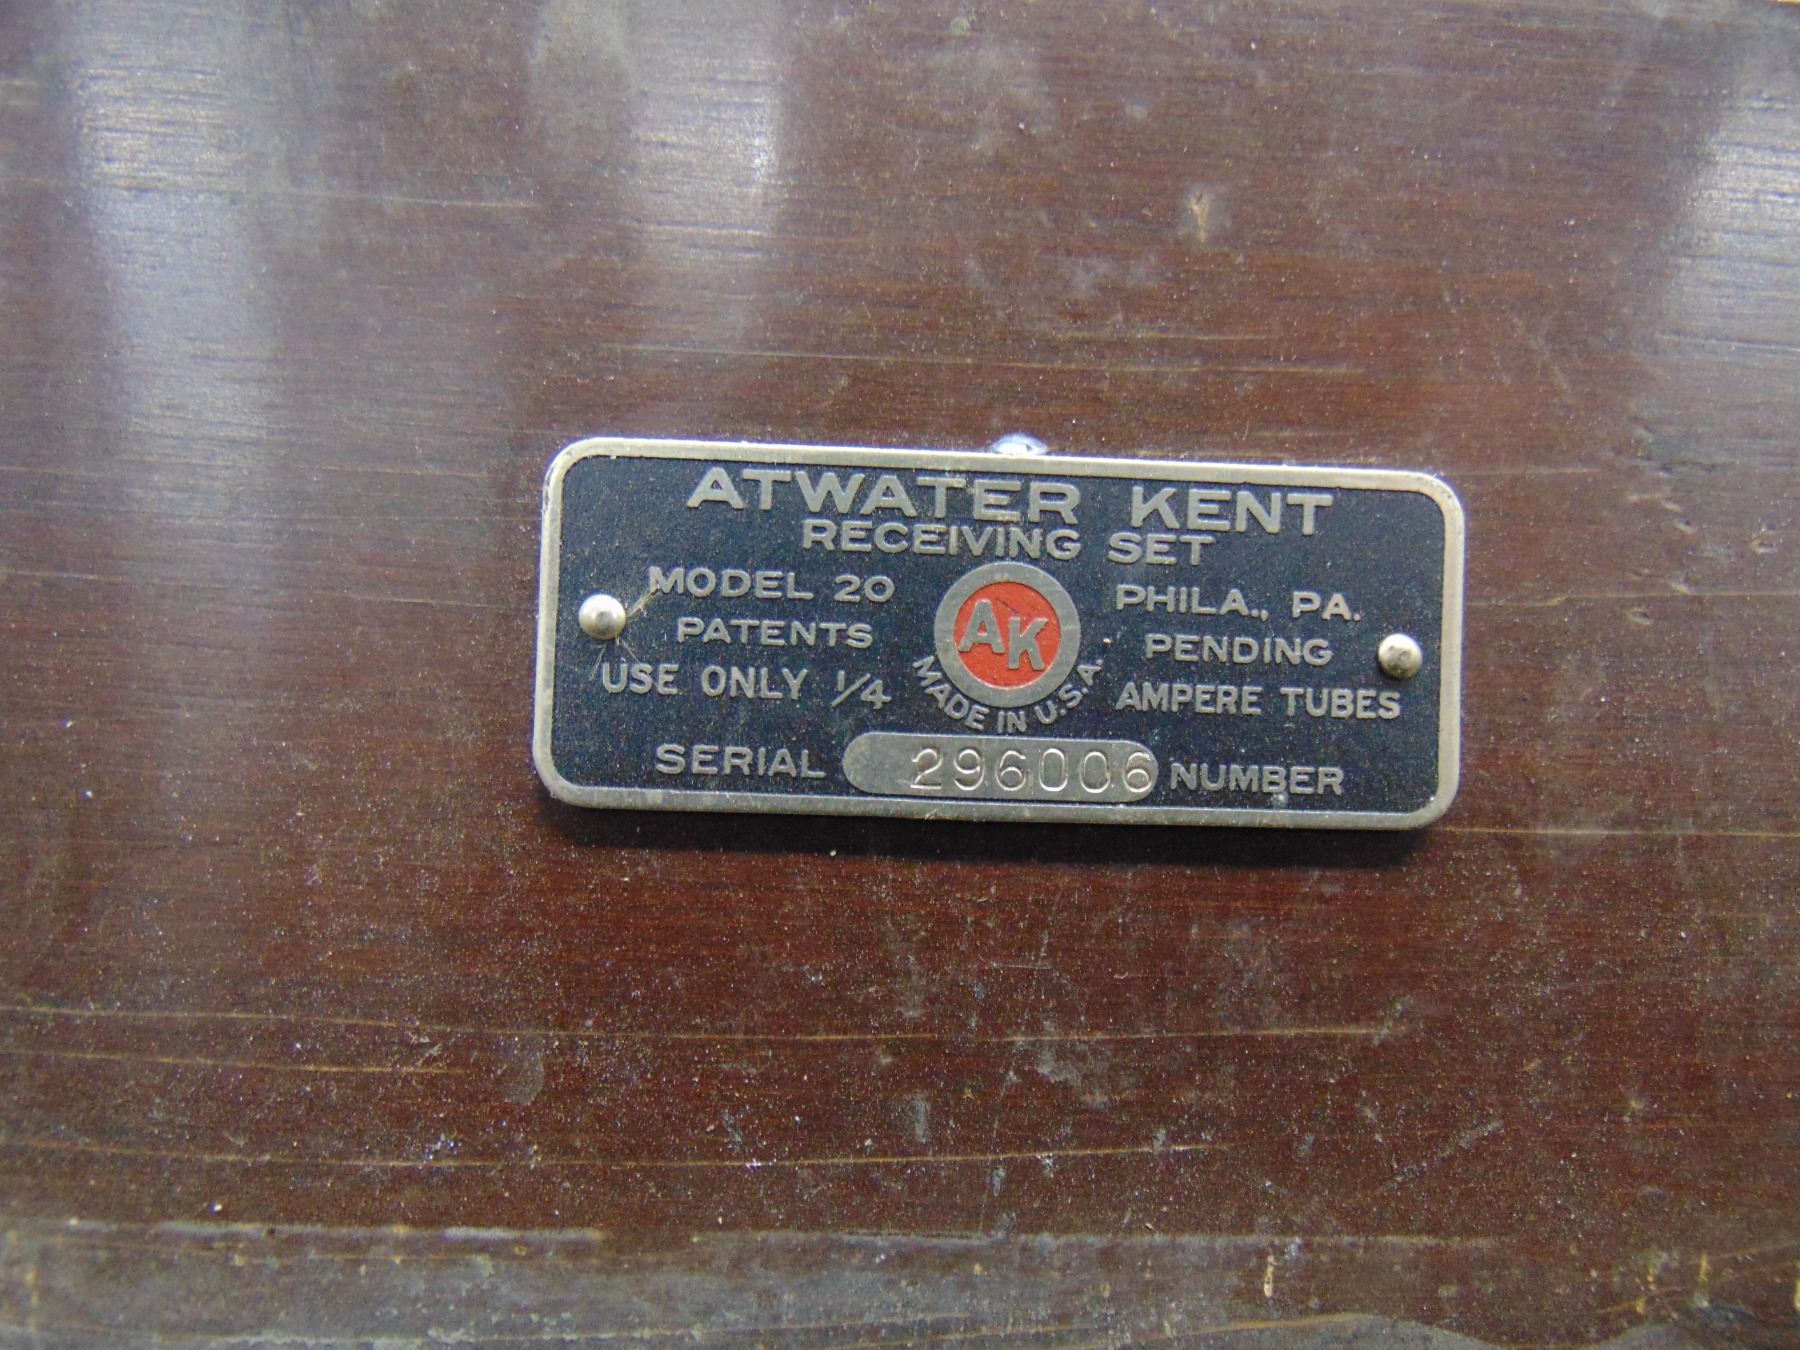 ATWATER KENT
RECEIVING SET
MODEL 20 PHILA., PA.
AK
PATENTS PENDING
MADE IN U.S.A.
USE ONLY 1/4 AMPERE TUBES
SERIAL 296006 NUMBER